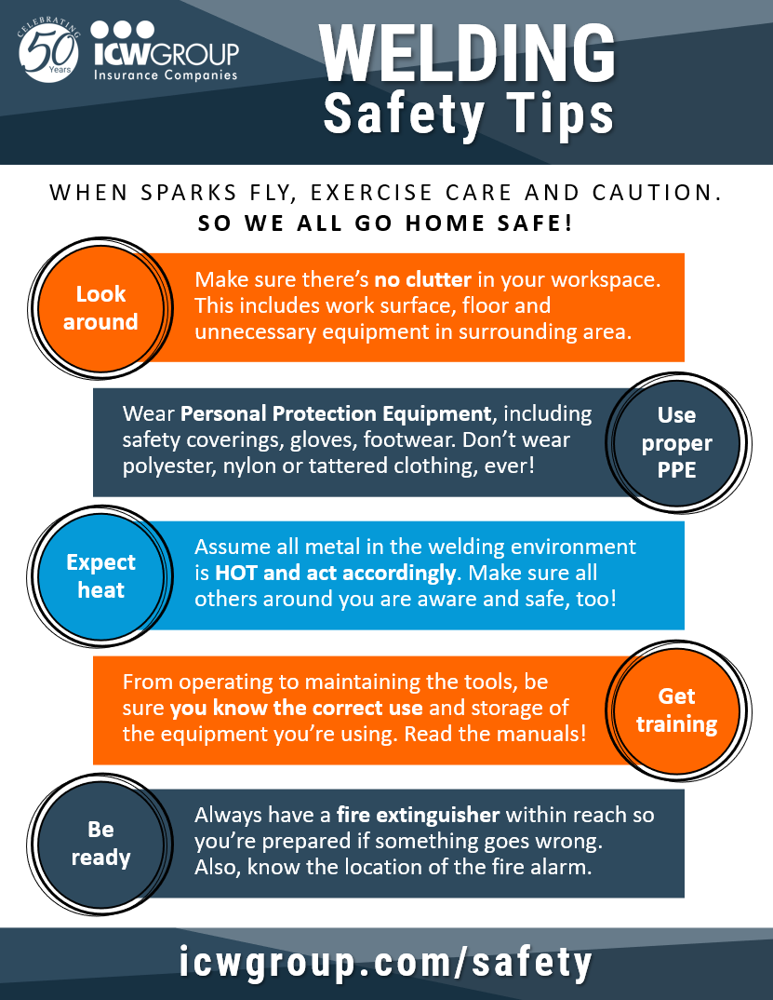 CELEBRATING
50
Years
ICWGROUP
Insurance Companies
WELDING
Safety Tips
WHEN SPARKS FLY, EXERCISE CARE AND CAUTION.
SO WE ALL GO HOME SAFE!
Look
around
Make sure there's no clutter in your workspace.
This includes work surface, floor and
unnecessary equipment in surrounding area.
Wear Personal Protection Equipment, including
safety coverings, gloves, footwear. Don't wear
polyester, nylon or tattered clothing, ever!
Use
proper
PPE
Expect
heat
Assume all metal in the welding environment
is HOT and act accordingly. Make sure all
others around you are aware and safe, too!
From operating to maintaining the tools, be
sure you know the correct use and storage of
the equipment you're using. Read the manuals!
Get
training
Be
ready
Always have a fire extinguisher within reach so
you're prepared if something goes wrong.
Also, know the location of the fire alarm.
icwgroup.com/safety